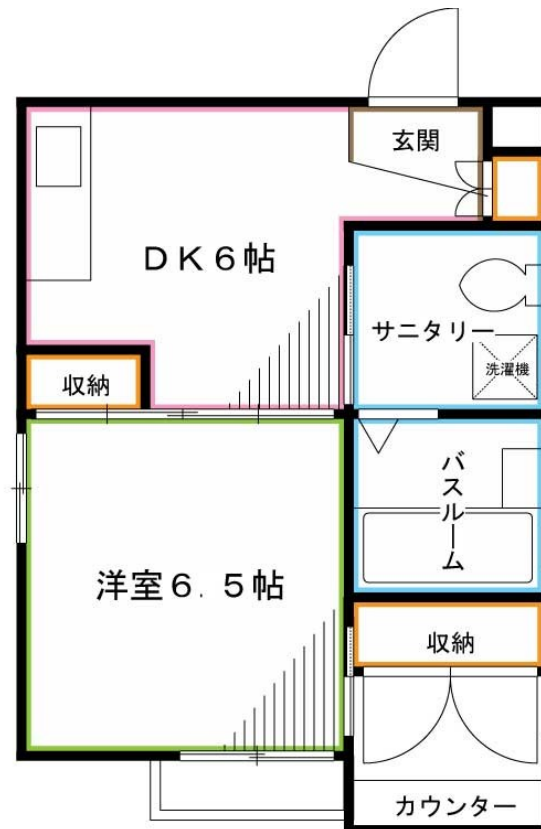 玄関
DK6帖
サニタリー
洗濯機
収納
バスルーム
洋室6.5帖
収納
カウンター